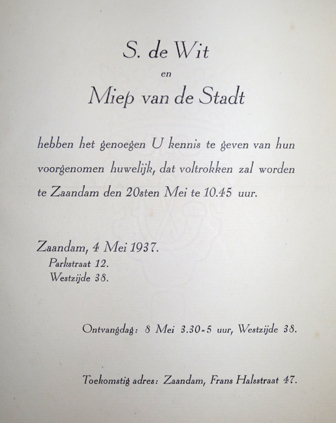 S. de Wit
en
Miep van de Stadt
hebben het genoegen U kennis te geven van hun
voorgenomen huwelijk, dat voltrokken zal worden
te Zaandam den 20sten Mei te 10.45 uur.
Zaandam, 4 Mei 1937.
Parkstraat 12.
Westzijde 38.
Ontvangdag: 8 Mei 3.30-5 uur, Westzijde 38.
Toekomstig adres: Zaandam, Frans Halsstraat 47.